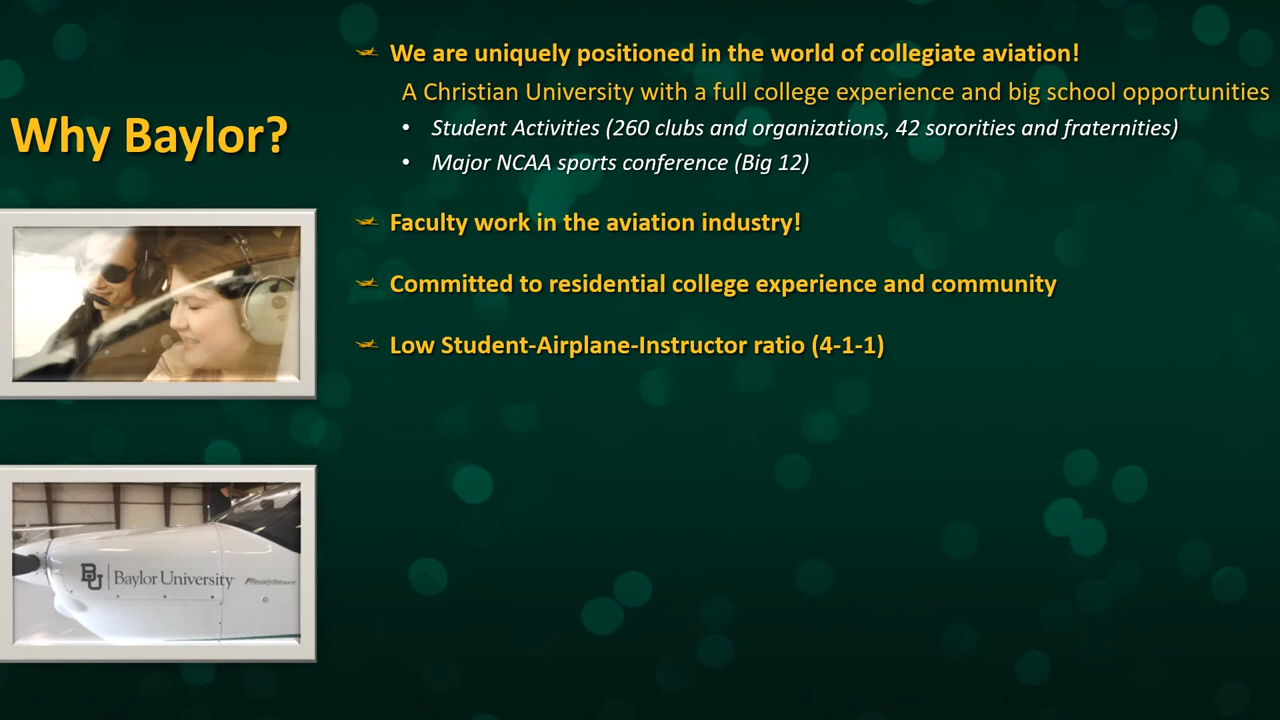 Why Baylor?
We are uniquely positioned in the world of collegiate aviation!
A Christian University with a full college experience and big school opportunities
• Student Activities (260 clubs and organizations, 42 sororities and fraternities)
• Major NCAA sports conference (Big 12)
Faculty work in the aviation industry!
Committed to residential college experience and community
Low Student-Airplane-Instructor ratio (4-1-1)
BU Baylor University